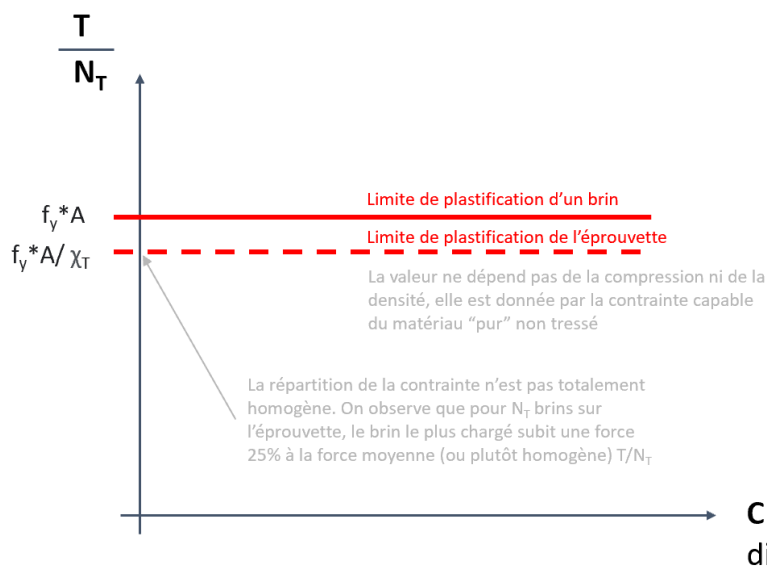 T
N_T
Limite de plastification d'un brin
f_y*A
Limite de plastification de l'éprouvette
f_y*A/ χ_T
La valeur ne dépend pas de la compression ni de la
densité, elle est donnée par la contrainte capable
du matériau "pur" non tressé
La répartition de la contrainte n'est pas totalement
homogène. On observe que pour N_T brins sur
l'éprouvette, le brin le plus chargé subit une force
25% à la force moyenne (ou plutôt homogène) T/N_T
C
di